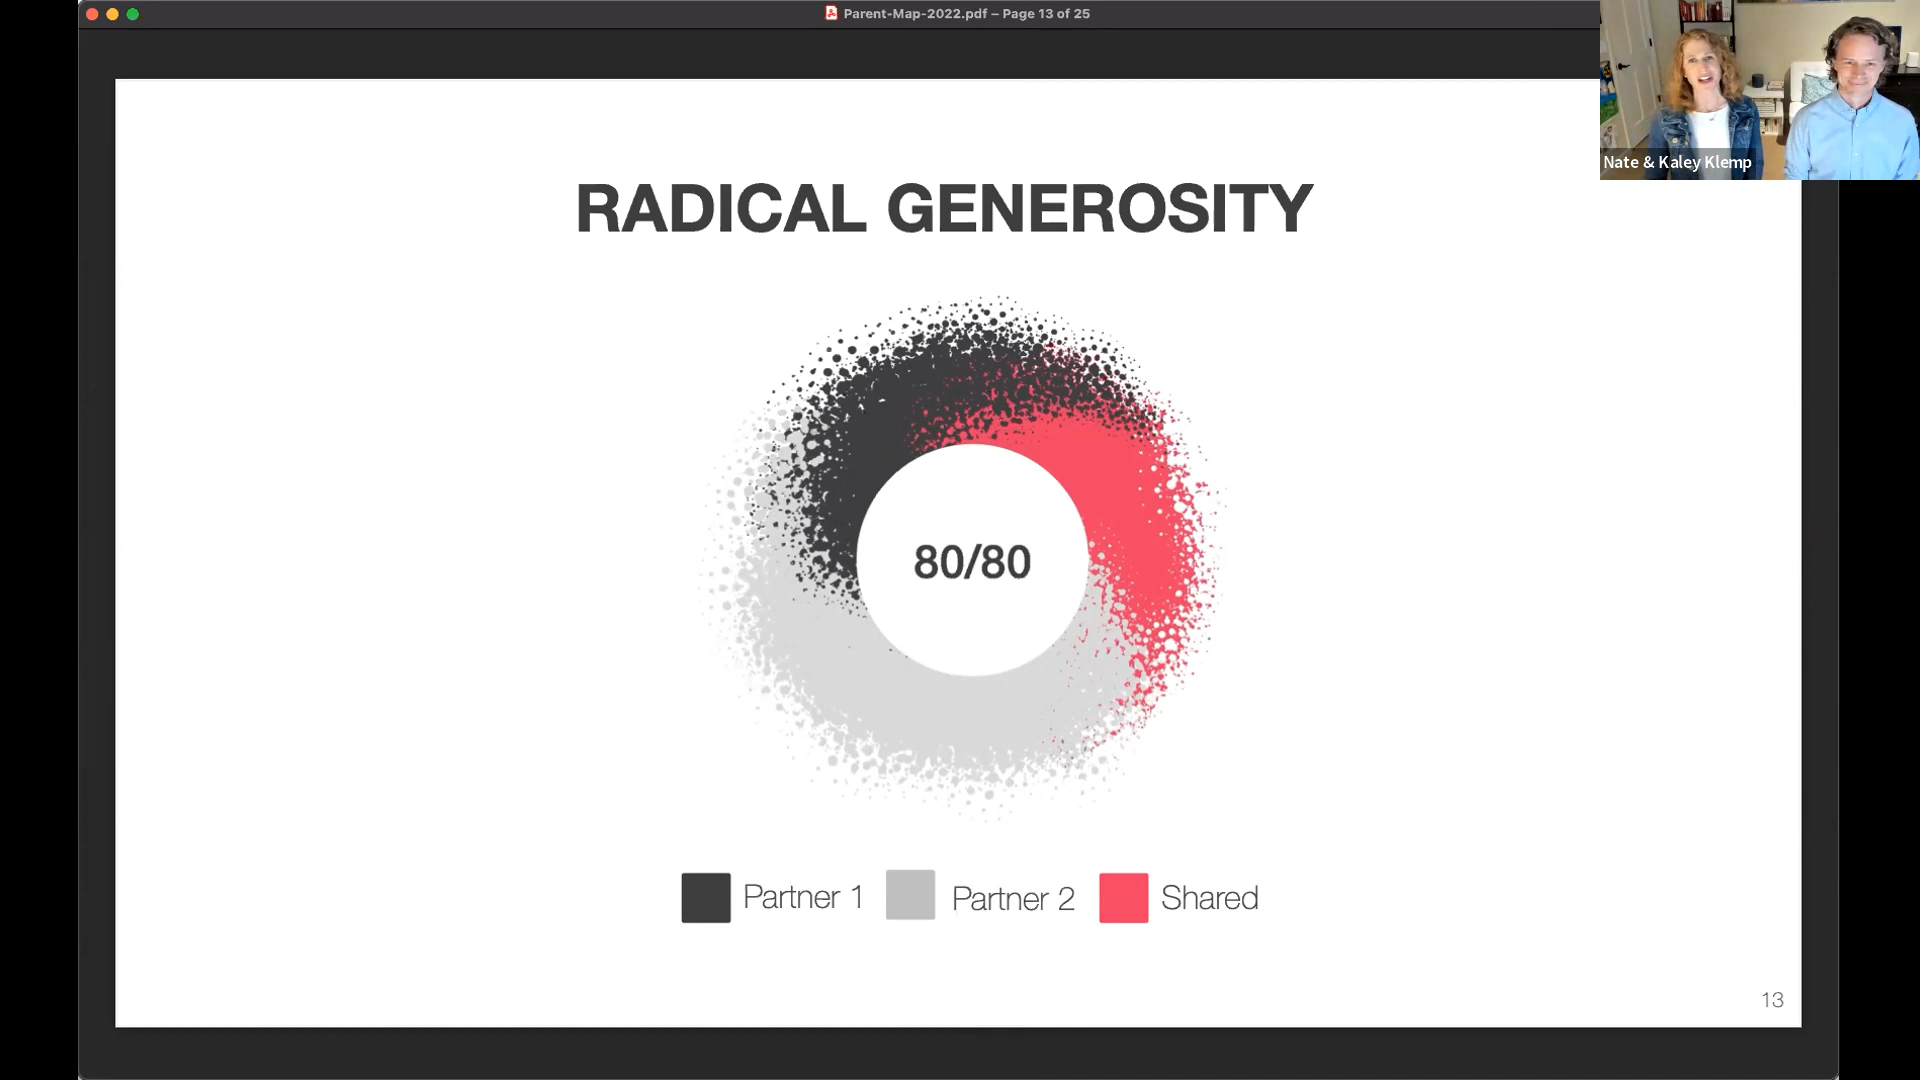 Parent-Map-2022.pdf – Page 13 of 25
Nate & Kaley Klemp
RADICAL GENEROSITY
80/80
Partner 1
Partner 2
Shared
13